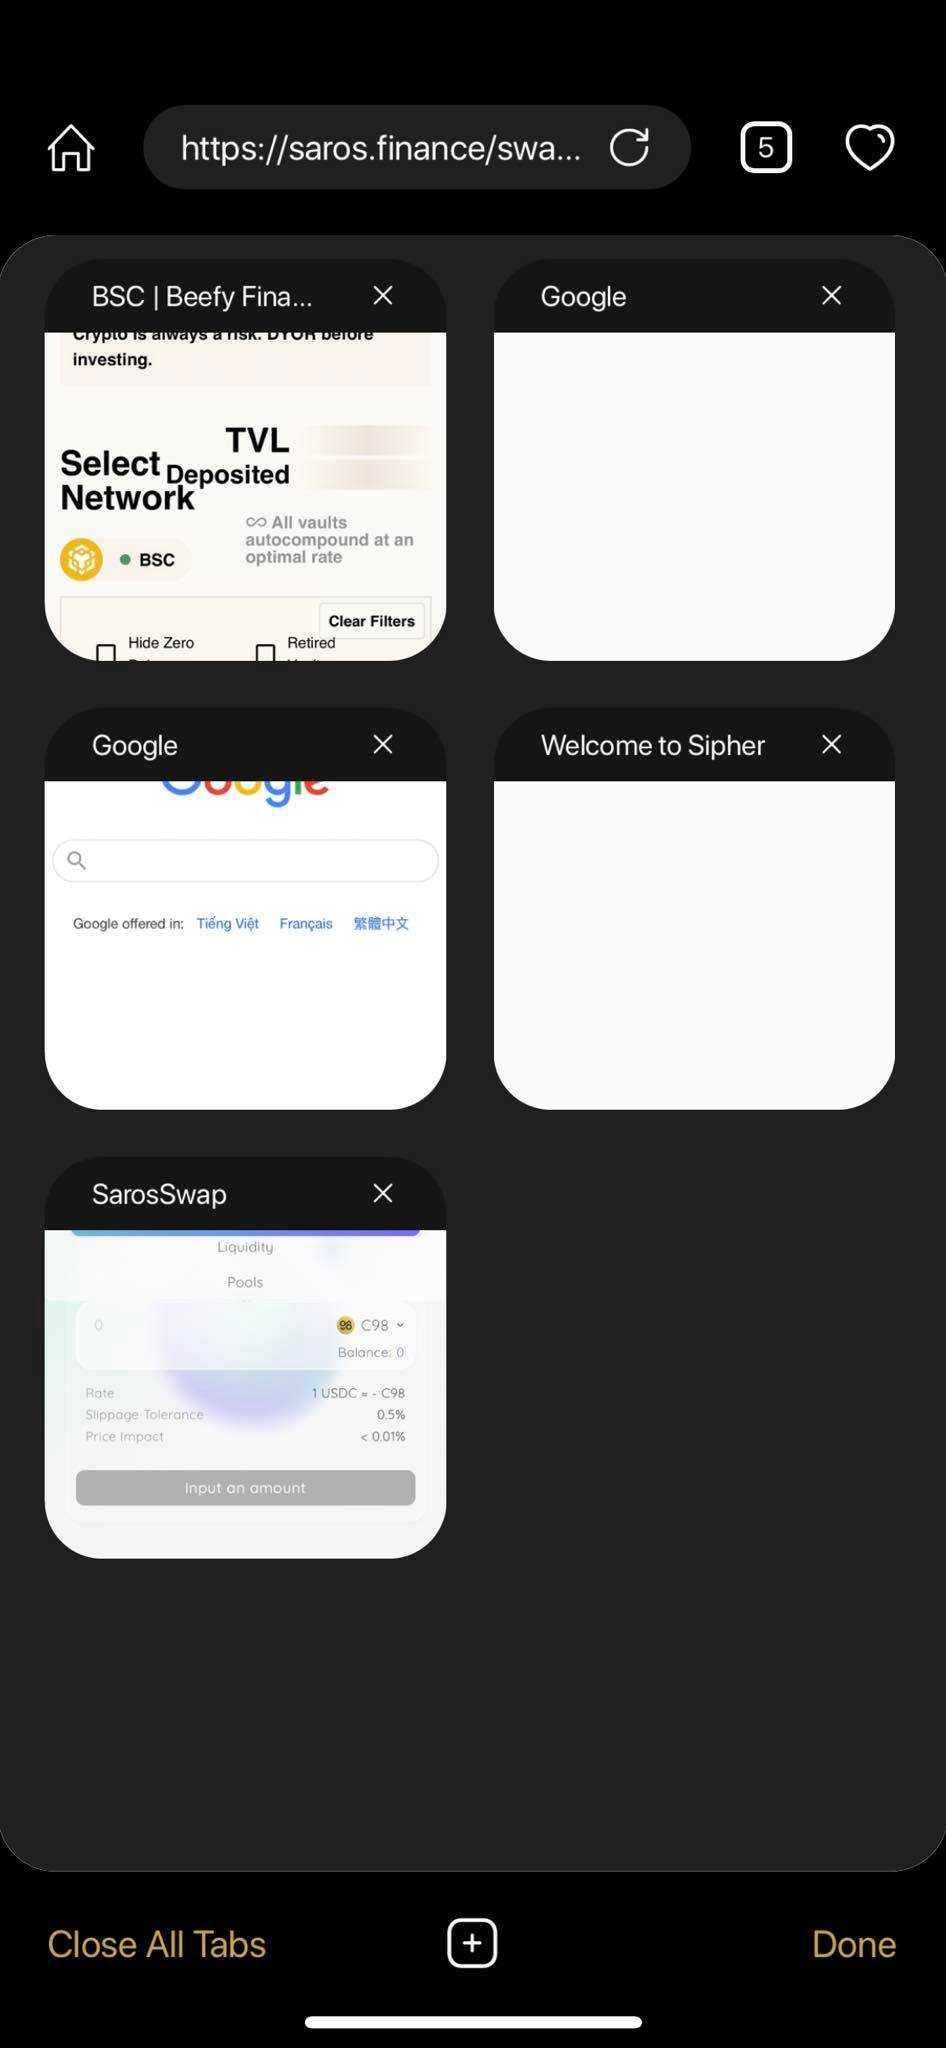 https://saros.finance/swa...
5
BSC | Beefy Fina...
Crypto is always a risk. DYOR before
investing.
Select
Network
TVL
Deposited
All vaults
autocompound at an
optimal rate
BSC
Clear Filters
Hide Zero
Retired
Google
Google
Google
Google offered in: Tiếng Việt Français 繁體中文
Welcome to Sipher
SarosSwap
Liquidity
Pools
0
98 C98
Balance: 0
Rate 1 USDC = - C98
Slippage Tolerance 0.5%
Price Impact < 0.01%
Input an amount
Close All Tabs
Done